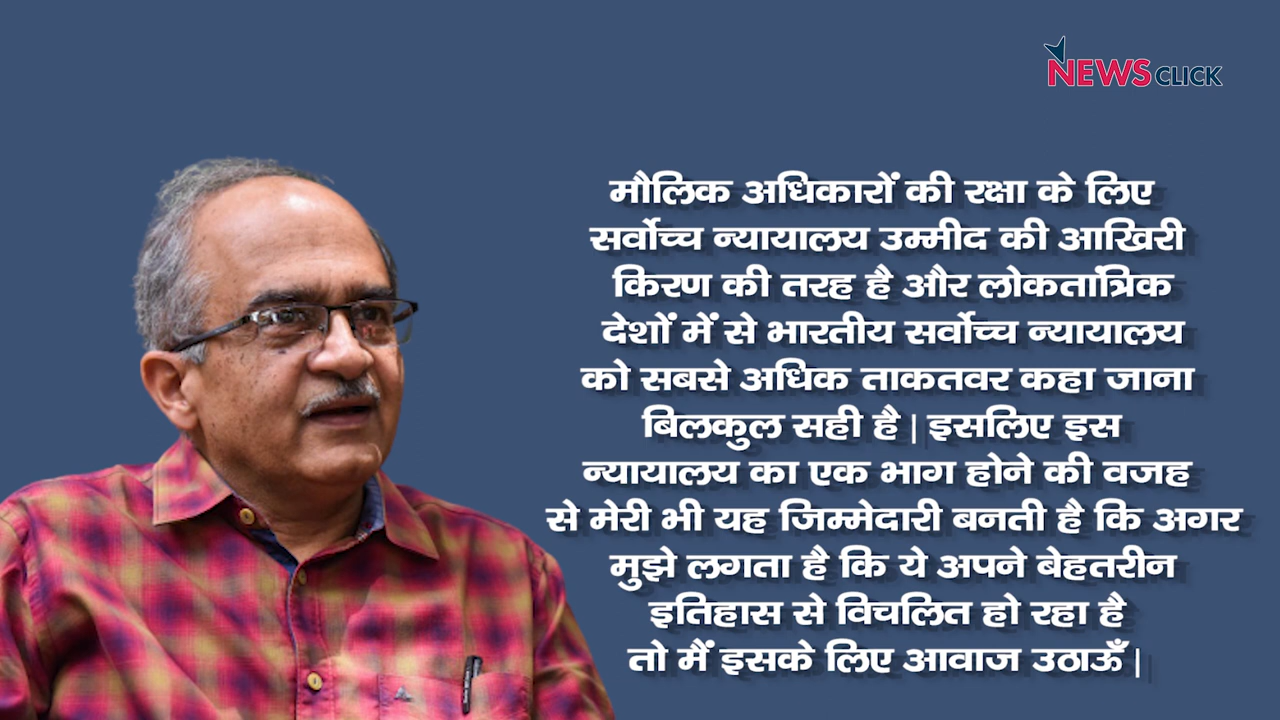 NEWSCLICK
मौलिक अधिकारों की रक्षा के लिए
सर्वोच्च न्यायालय उम्मीद की आखिरी
किरण की तरह है और लोकतांत्रिक
देशों में से भारतीय सर्वोच्च न्यायालय
को सबसे अधिक ताकतवर कहा जाना
बिलकुल सही है | इसलिए इस
न्यायालय का एक भाग होने की वजह
से मेरी भी यह जिम्मेदारी बनती है कि अगर
मुझे लगता है कि ये अपने बेहतरीन
इतिहास से विचलित हो रहा है
तो मैं इसके लिए आवाज उठाऊँ |